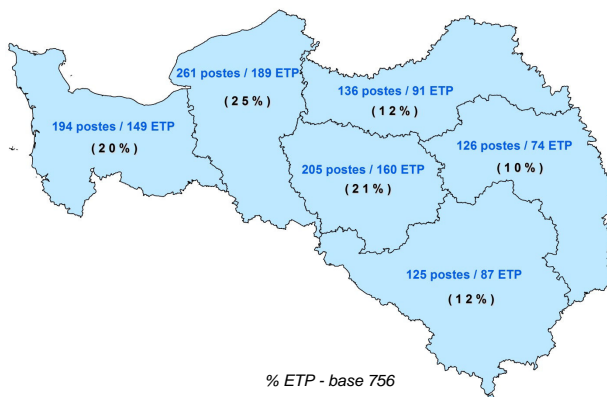 261 postes / 189 ETP
(25%)
136 postes / 91 ETP
(12%)
194 postes / 149 ETP
(20%)
126 postes / 74 ETP
(10%)
205 postes / 160 ETP
(21%)
125 postes / 87 ETP
(12%)
% ETP - base 756